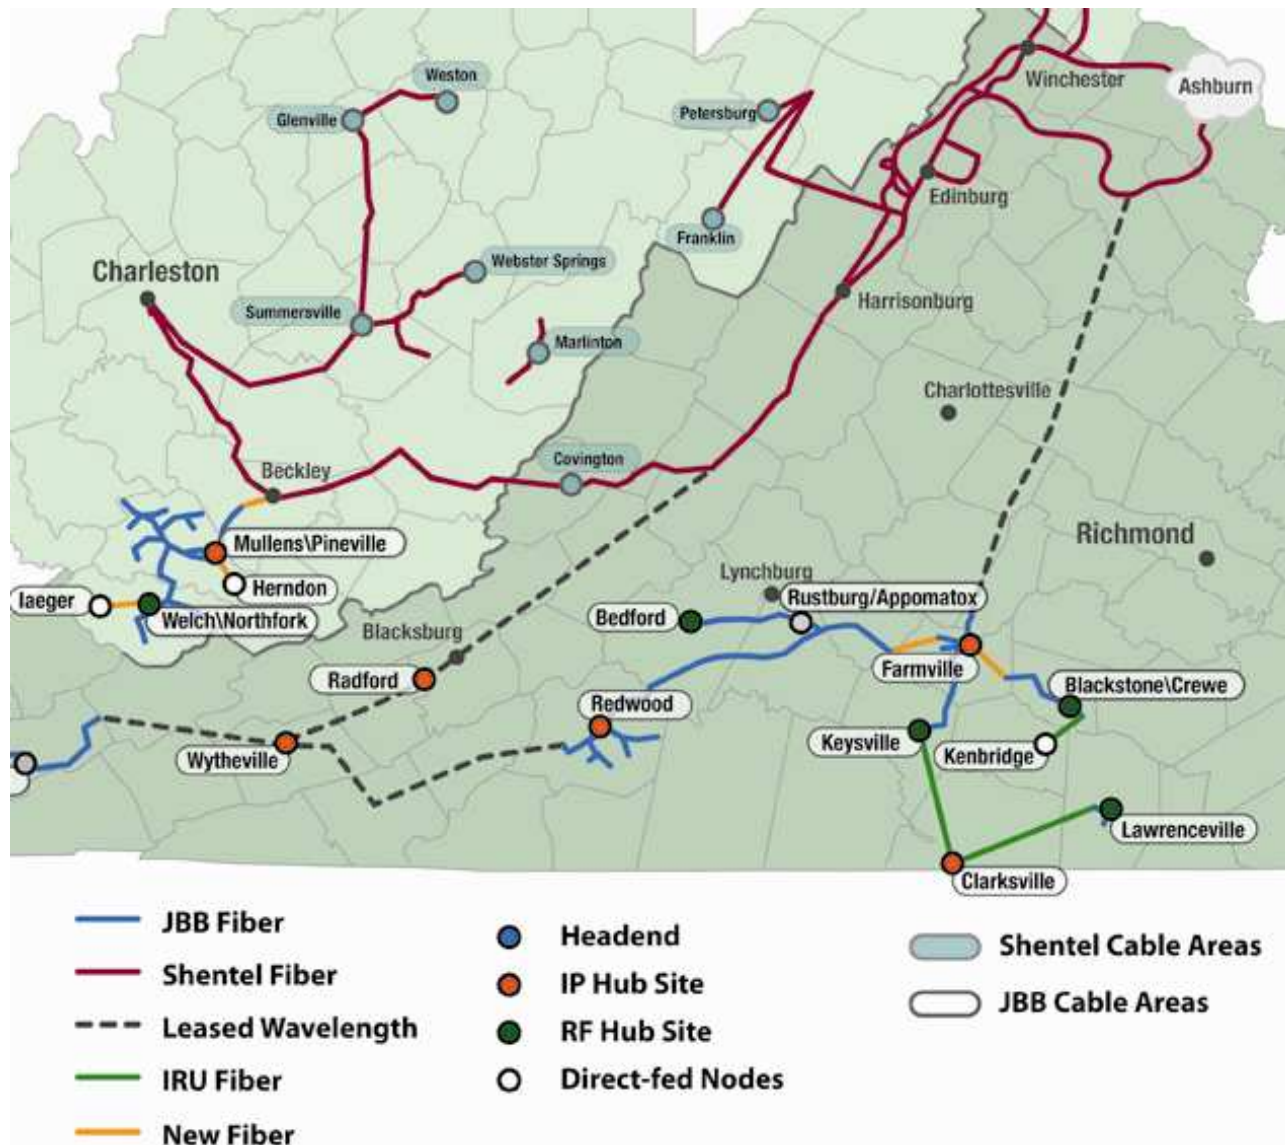 Weston
Glenville
Petersburg
Winchester
Ashburn
Edinburg
Franklin
Webster Springs
Charleston
Summersville
Marlinton
Harrisonburg
Charlottesville
Covington
Beckley
Richmond
Mullens\Pineville
Herndon
Iaeger
Welch\Northfork
Lynchburg
Rustburg/Appomatox
Bedford
Blacksburg
Radford
Farmville
Redwood
Blackstone\Crewe
Keysville
Kenbridge
Wytheville
Lawrenceville
Clarksville
JBB Fiber
Shentel Fiber
Leased Wavelength
IRU Fiber
New Fiber
Headend
IP Hub Site
RF Hub Site
Direct-fed Nodes
Shentel Cable Areas
JBB Cable Areas